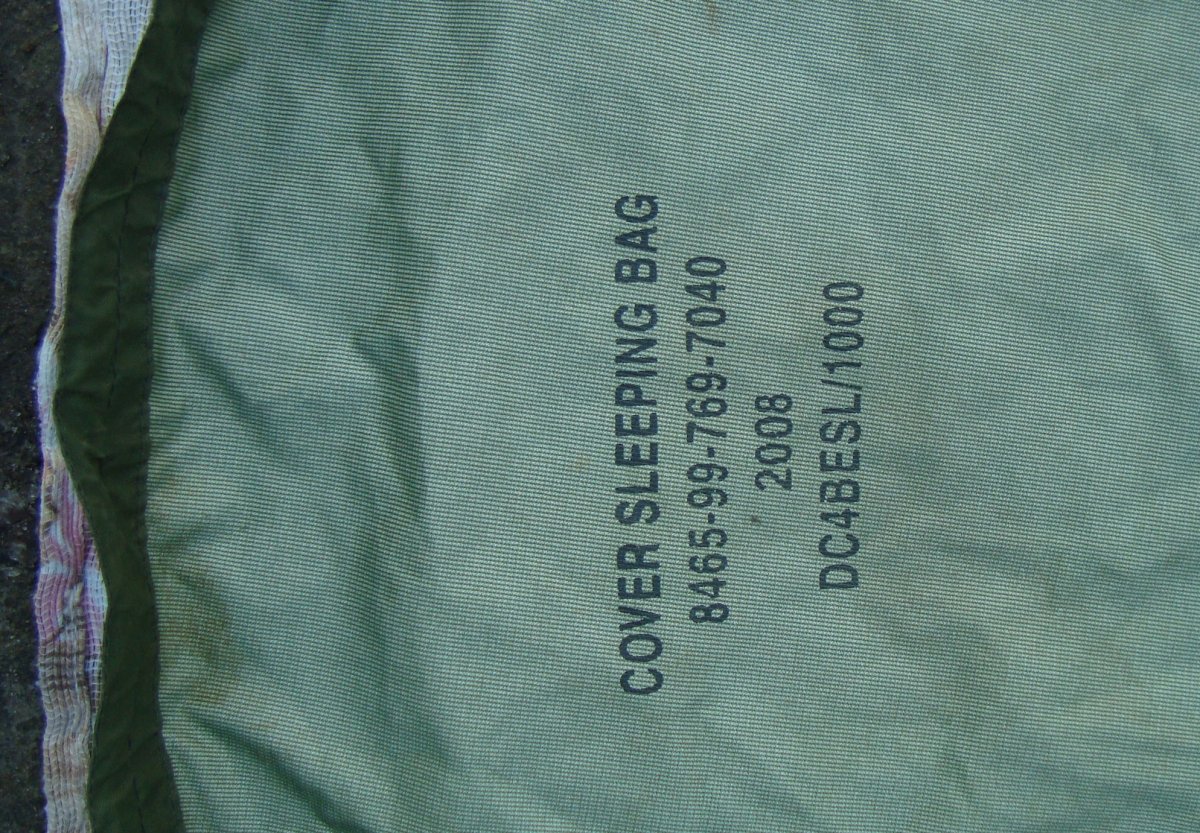 COVER SLEEPING BAG
8465-99-769-7040
2008
DC4BESL/1000